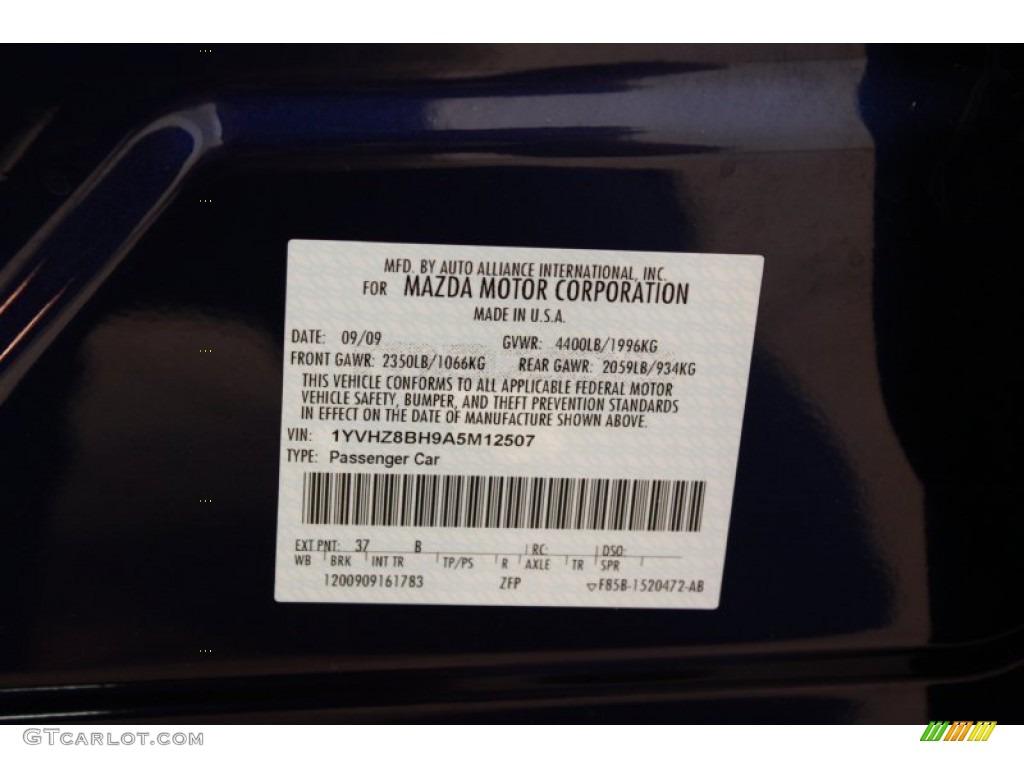 MFD. BY AUTO ALLIANCE INTERNATIONAL, INC.
FOR MAZDA MOTOR CORPORATION
MADE IN U.S.A.
DATE: 09/09 GVWR: 4400LB/1996KG
FRONT GAWR: 2350LB/1066KG REAR GAWR: 2059LB/934KG
THIS VEHICLE CONFORMS TO ALL APPLICABLE FEDERAL MOTOR
VEHICLE SAFETY, BUMPER, AND THEFT PREVENTION STANDARDS
IN EFFECT ON THE DATE OF MANUFACTURE SHOWN ABOVE.
VIN: 1YVHZ8BH9A5M12507
TYPE: Passenger Car
EXT PNT: 37 B RC: DSO:
WB BRK INT TR TP/PS R AXLE TR SPR
1200909161783 ZFP F85B-1520472-AB
GTCARLOT.COM